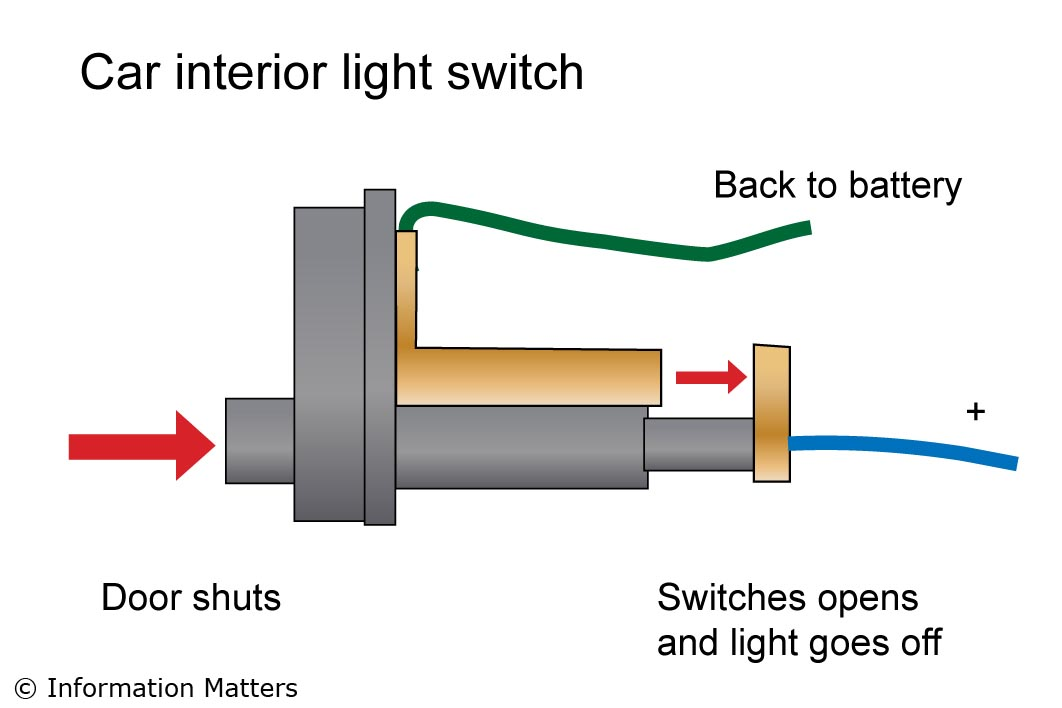 Car interior light switch
Back to battery
+
Door shuts
Switches opens
and light goes off
© Information Matters